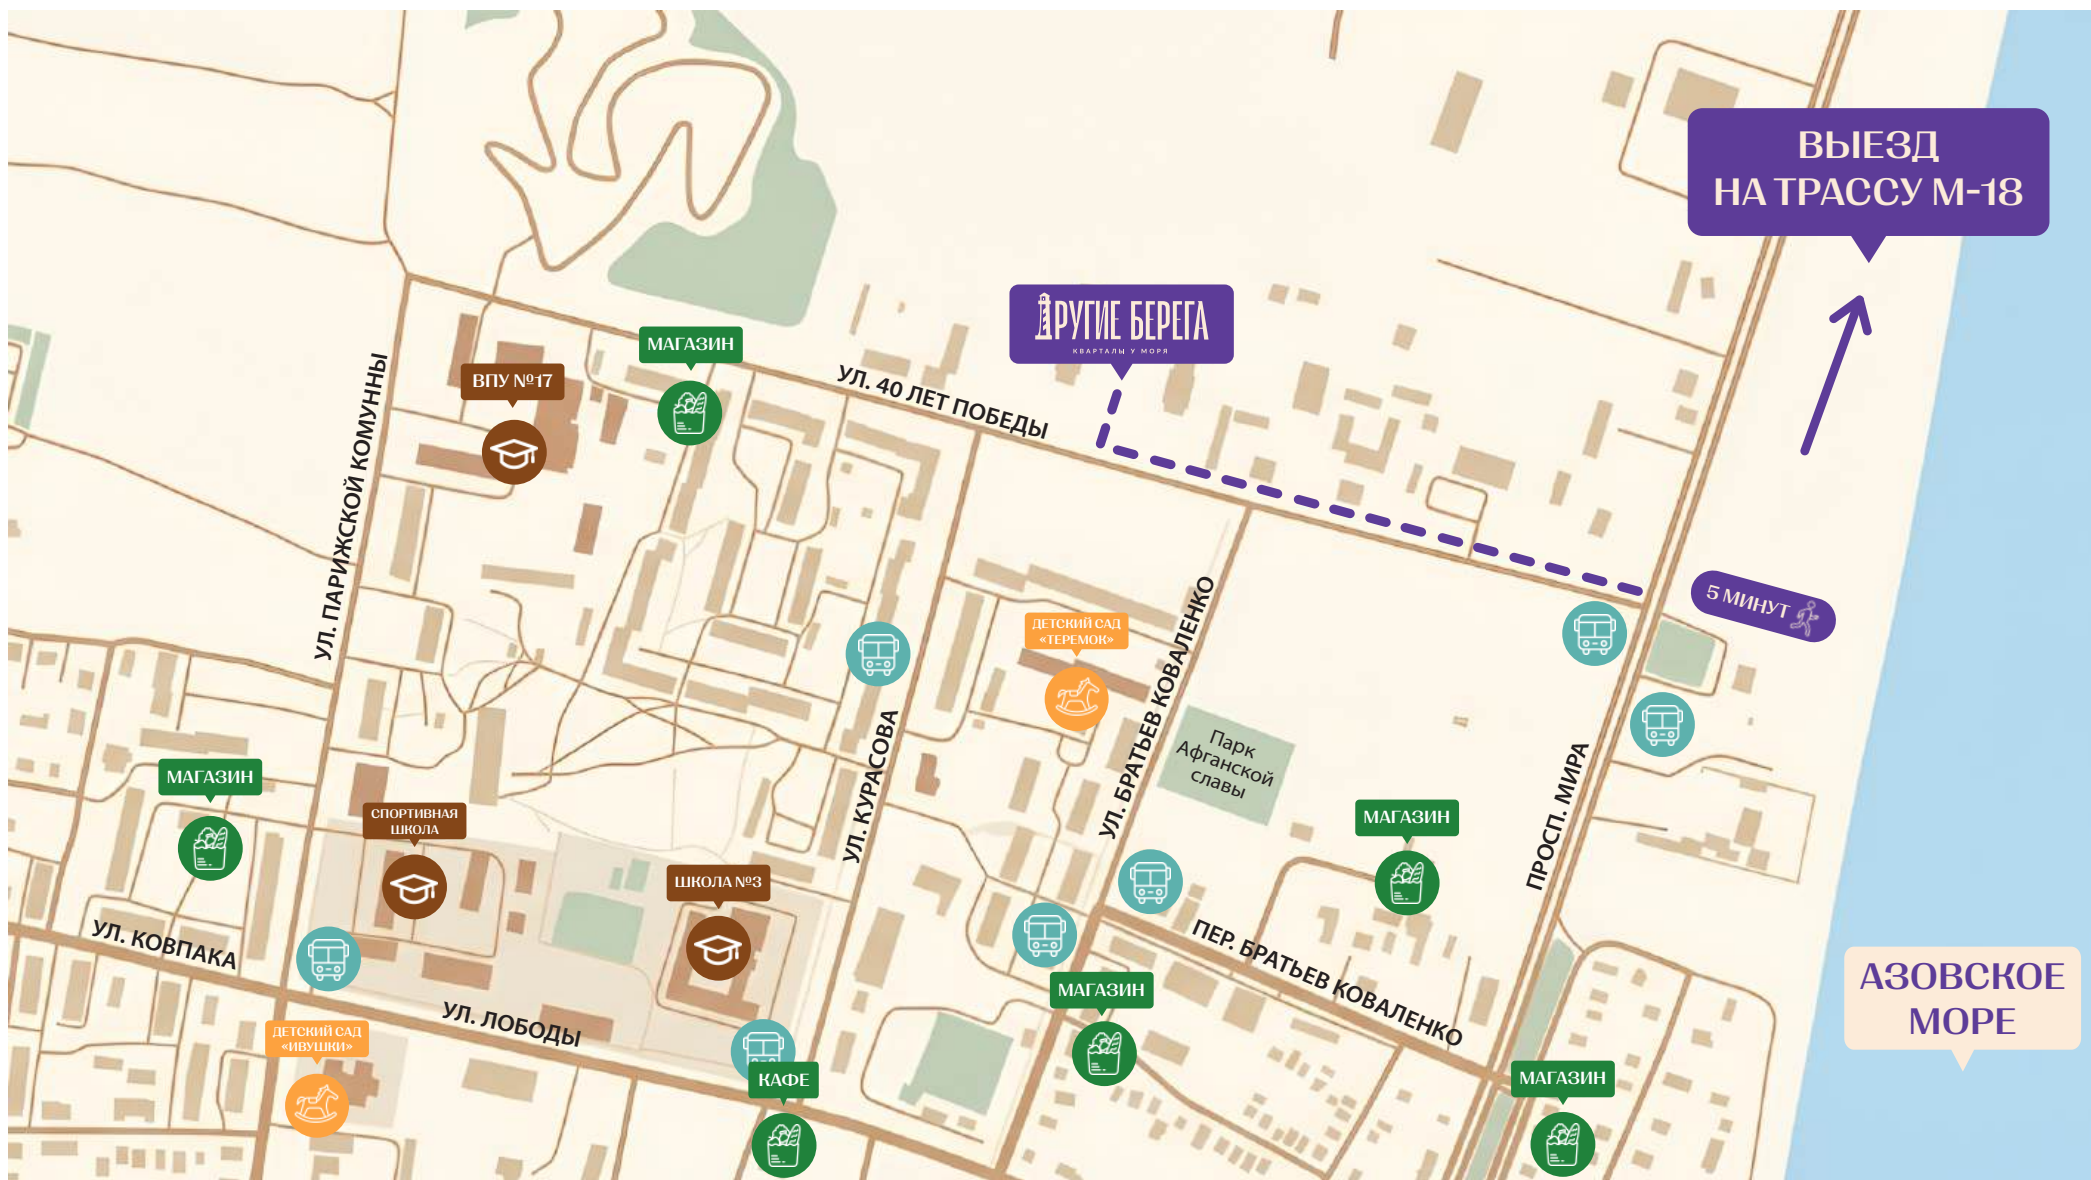 ВЫЕЗД
НА ТРАССУ М-18
ДРУГИЕ БЕРЕГА
КВАРТАЛЫ У МОРЯ
МАГАЗИН
ВПУ №17
УЛ. 40 ЛЕТ ПОБЕДЫ
УЛ. ПАРИЖСКОЙ КОМУННЫ
5 МИНУТ
ДЕТСКИЙ САД
«ТЕРЕМОК»
УЛ. БРАТЬЕВ КОВАЛЕНКО
УЛ. КУРАСОВА
Парк
Афганской
славы
ПРОСП. МИРА
МАГАЗИН
СПОРТИВНАЯ
ШКОЛА
МАГАЗИН
ШКОЛА №3
УЛ. КОВПАКА
ПЕР. БРАТЬЕВ КОВАЛЕНКО
АЗОВСКОЕ
МОРЕ
МАГАЗИН
УЛ. ЛОБОДЫ
ДЕТСКИЙ САД
«ИВУШКИ»
КАФЕ
МАГАЗИН